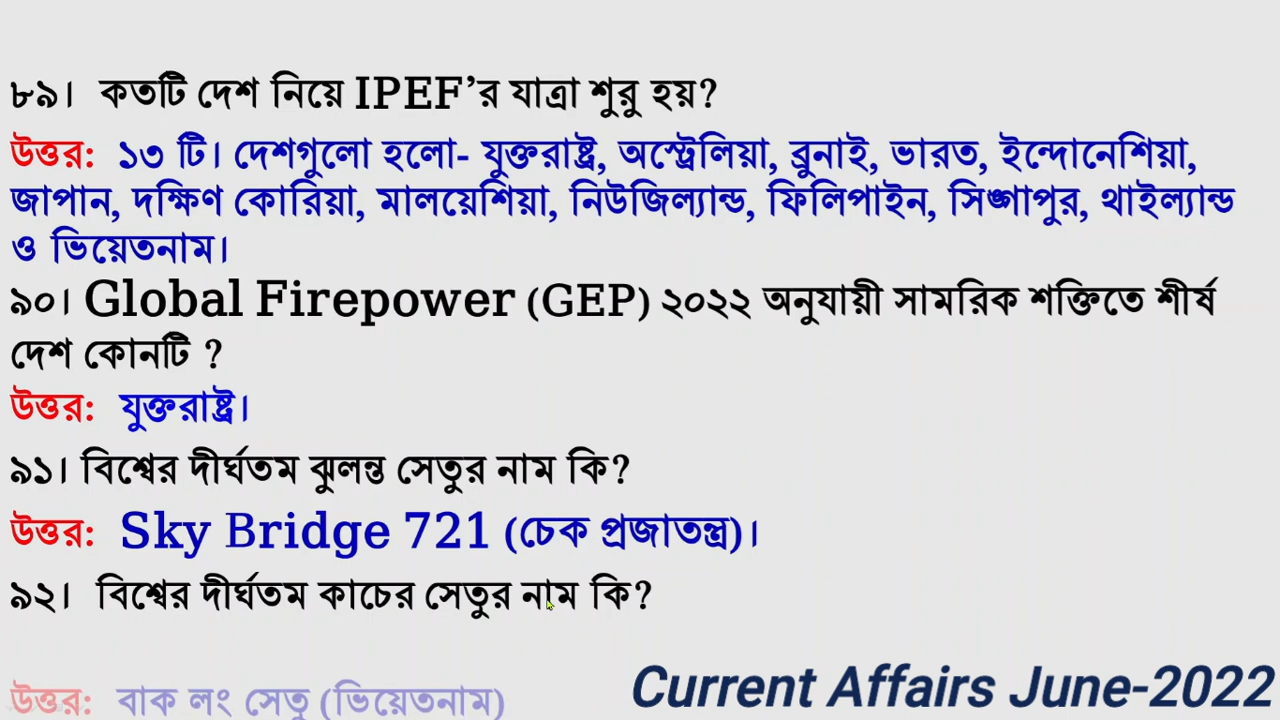 ৮৯। কতটি দেশ নিয়ে IPEF’র যাত্রা শুরু হয়?
উত্তর: ১৩ টি। দেশগুলো হলো- যুক্তরাষ্ট্র, অস্ট্রেলিয়া, ব্রুনাই, ভারত, ইন্দোনেশিয়া,
জাপান, দক্ষিণ কোরিয়া, মালয়েশিয়া, নিউজিল্যান্ড, ফিলিপাইন, সিঙ্গাপুর, থাইল্যান্ড
ও ভিয়েতনাম।
৯০। Global Firepower (GEP) ২০২২ অনুযায়ী সামরিক শক্তিতে শীর্ষ
দেশ কোনটি ?
উত্তর: যুক্তরাষ্ট্র।
৯১। বিশ্বের দীর্ঘতম ঝুলন্ত সেতুর নাম কি?
উত্তর: Sky Bridge 721 (চেক প্রজাতন্ত্র)।
৯২। বিশ্বের দীর্ঘতম কাচের সেতুর নাম কি?
উত্তর: বাক লং সেতু (ভিয়েতনাম)
Current Affairs June-2022